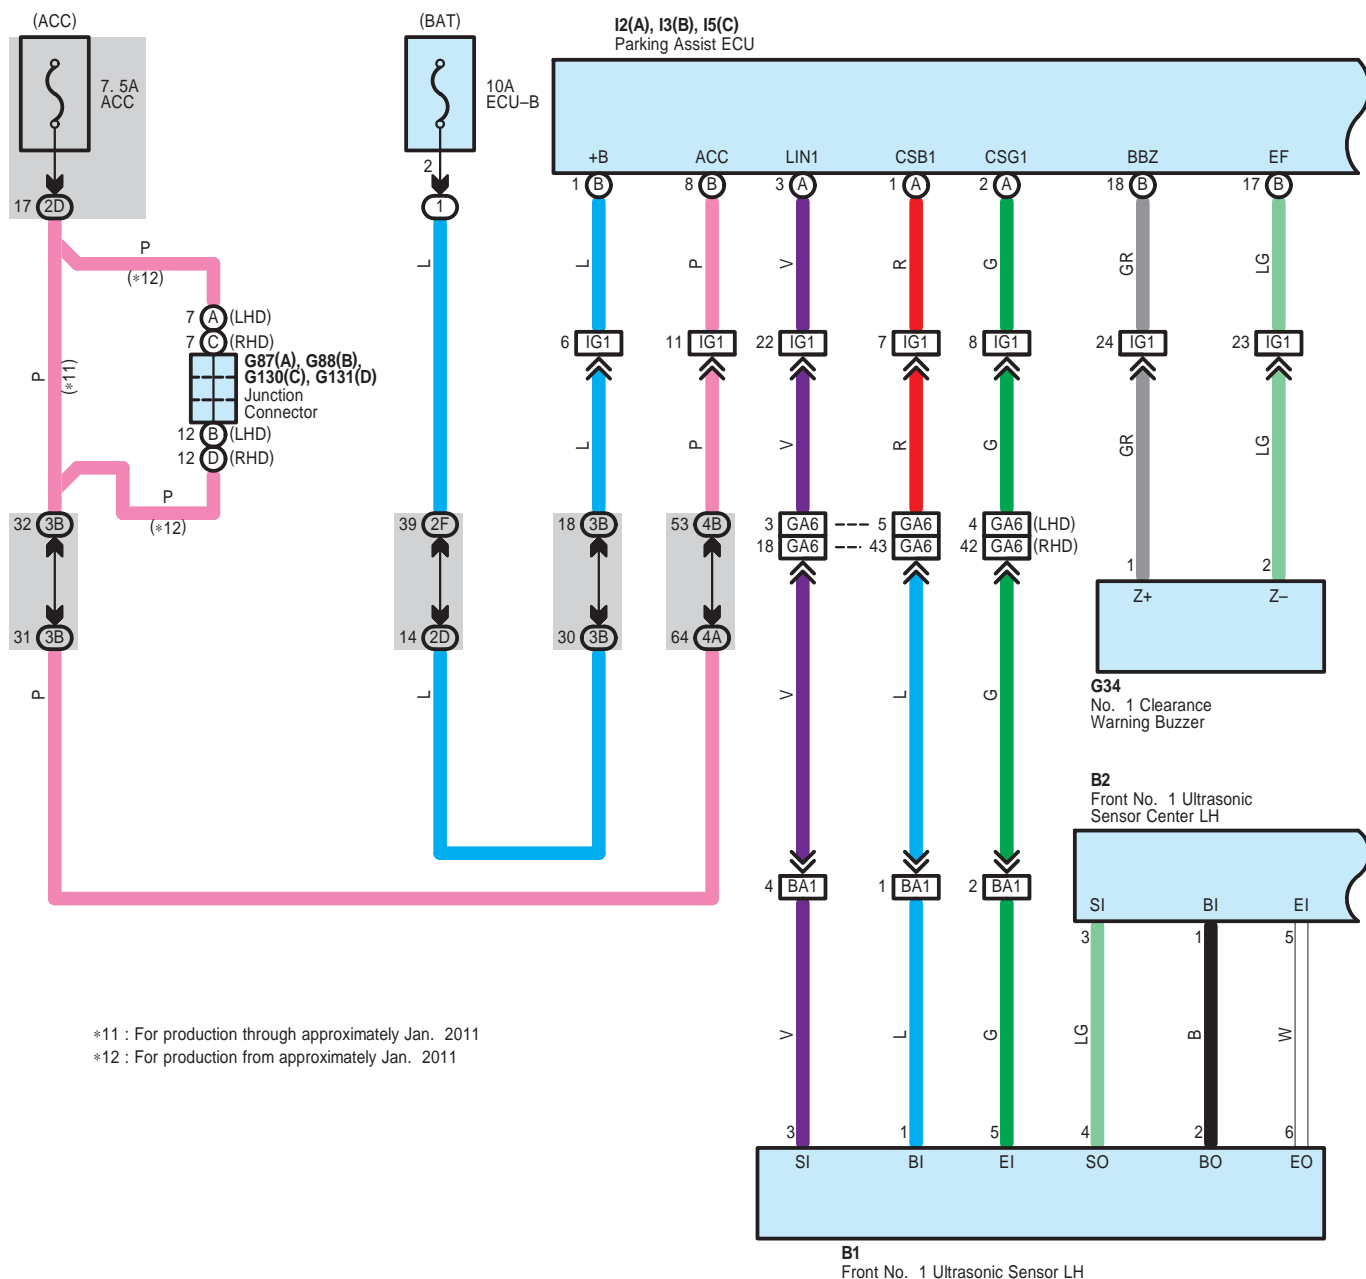 (ACC)
(BAT)
I2(A), I3(B), I5(C)
Parking Assist ECU
7. 5A
ACC
10A
ECU–B
2
+B
ACC
LIN1
CSB1
CSG1
BBZ
EF
1 B
8 B
3 A
1 A
2 A
18 B
17 B
17 2D
1
P
(∗12)
L
L
P
V
R
G
GR
LG
7 A (LHD)
7 C (RHD)
G87(A), G88(B),
G130(C), G131(D)
Junction
Connector
12 B (LHD)
12 D (RHD)
P
(∗11)
6 IG1
11 IG1
22 IG1
7 IG1
8 IG1
24 IG1
23 IG1
L
P
V
R
G
GR
LG
P
(∗12)
32 3B
39 2F
18 3B
53 4B
3 GA6
5 GA6
4 GA6 (LHD)
18 GA6
43 GA6
42 GA6 (RHD)
1
2
Z+
Z–
31 3B
14 2D
30 3B
64 4A
P
L
V
L
G
G34
No. 1 Clearance
Warning Buzzer
B2
Front No. 1 Ultrasonic
Sensor Center LH
4 BA1
1 BA1
2 BA1
SI
BI
EI
3
1
5
∗11 : For production through approximately Jan. 2011
∗12 : For production from approximately Jan. 2011
V
L
G
LG
B
W
3
1
5
4
2
6
SI
BI
EI
SO
BO
EO
B1
Front No. 1 Ultrasonic Sensor LH